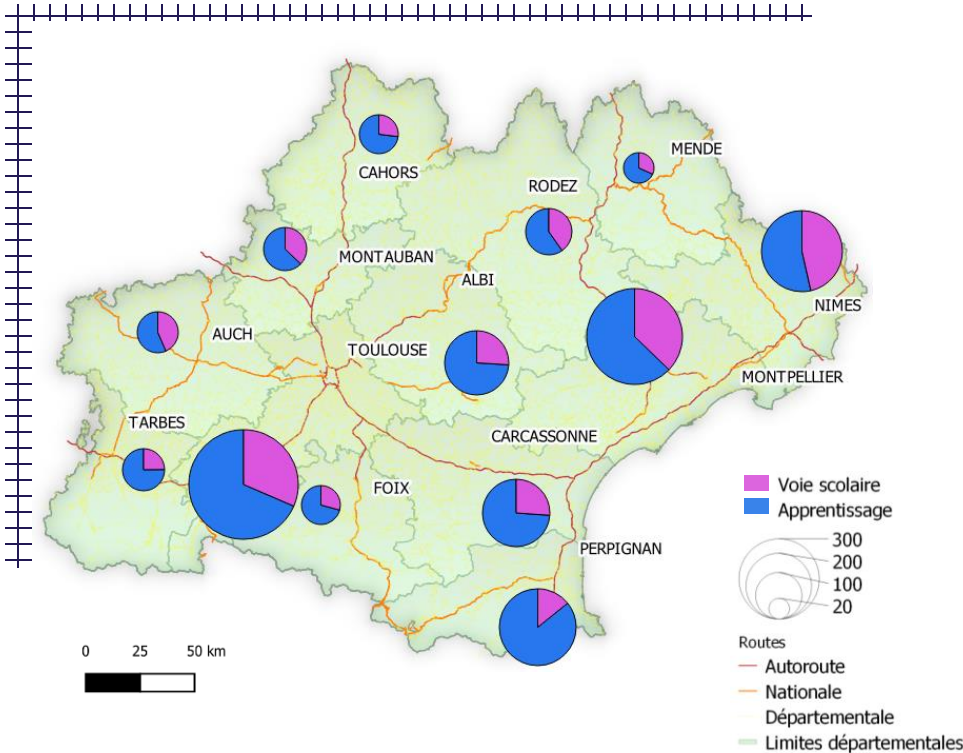 CAHORS
MENDE
RODEZ
MONTAUBAN
ALBI
NIMES
AUCH
TOULOUSE
MONTPELLIER
TARBES
CARCASSONNE
FOIX
PERPIGNAN
Voie scolaire
Apprentissage
300
200
100
20
0 25 50 km
Routes
Autoroute
Nationale
Départementale
Limites départementales